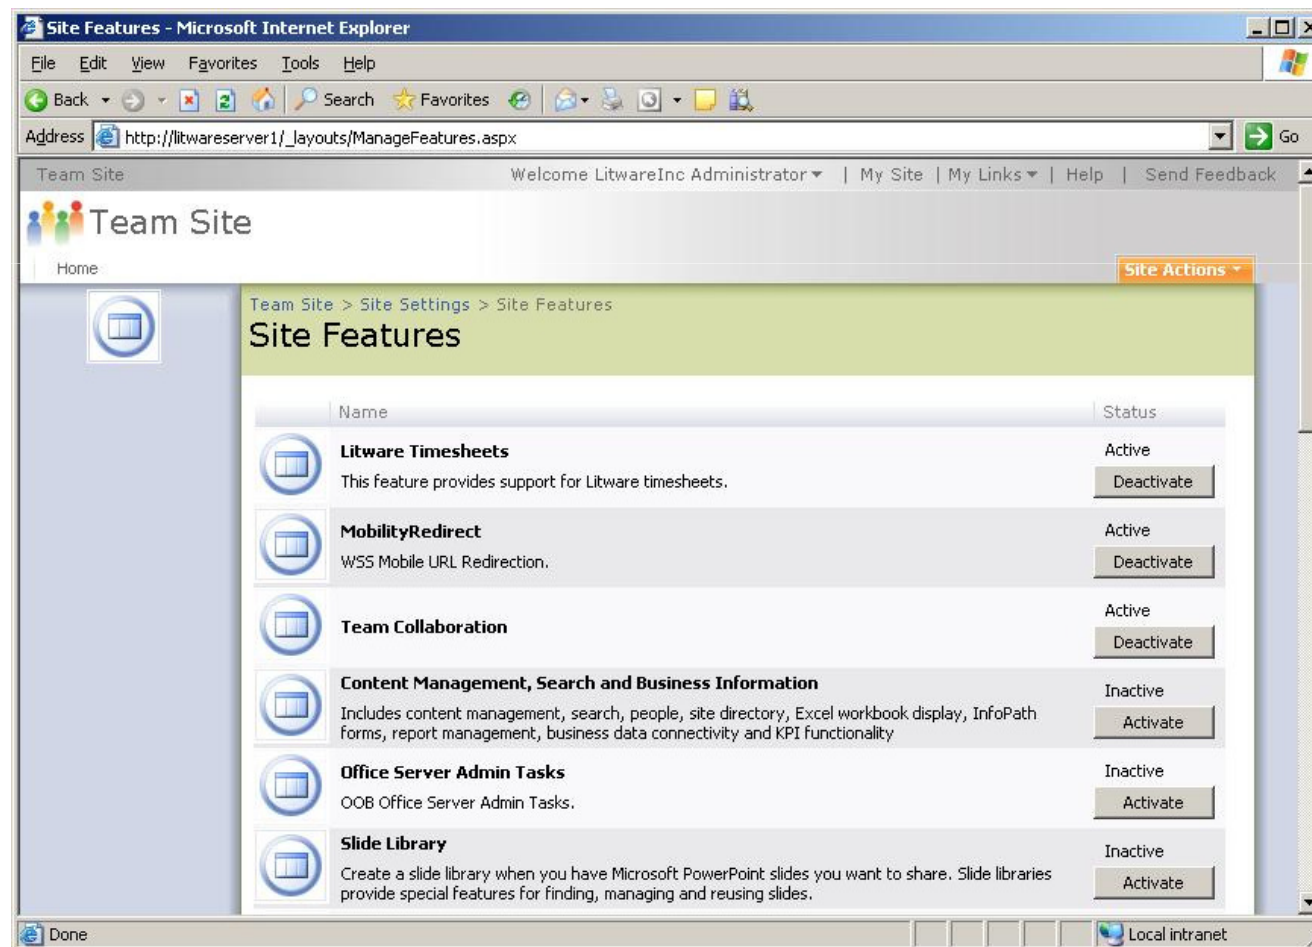 Site Features - Microsoft Internet Explorer
File Edit View Favorites Tools Help
Back Search Favorites
Address http://litwareserver1/_layouts/ManageFeatures.aspx Go
Team Site Welcome LitwareInc Administrator | My Site | My Links | Help | Send Feedback
Team Site
Home Site Actions
Team Site > Site Settings > Site Features
Site Features
Name Status
Litware Timesheets Active
This feature provides support for Litware timesheets. Deactivate
MobilityRedirect Active
WSS Mobile URL Redirection. Deactivate
Team Collaboration Active
Deactivate
Content Management, Search and Business Information Inactive
Includes content management, search, people, site directory, Excel workbook display, InfoPath
forms, report management, business data connectivity and KPI functionality Activate
Office Server Admin Tasks Inactive
OOB Office Server Admin Tasks. Activate
Slide Library Inactive
Create a slide library when you have Microsoft PowerPoint slides you want to share. Slide libraries
provide special features for finding, managing and reusing slides. Activate
Done Local intranet